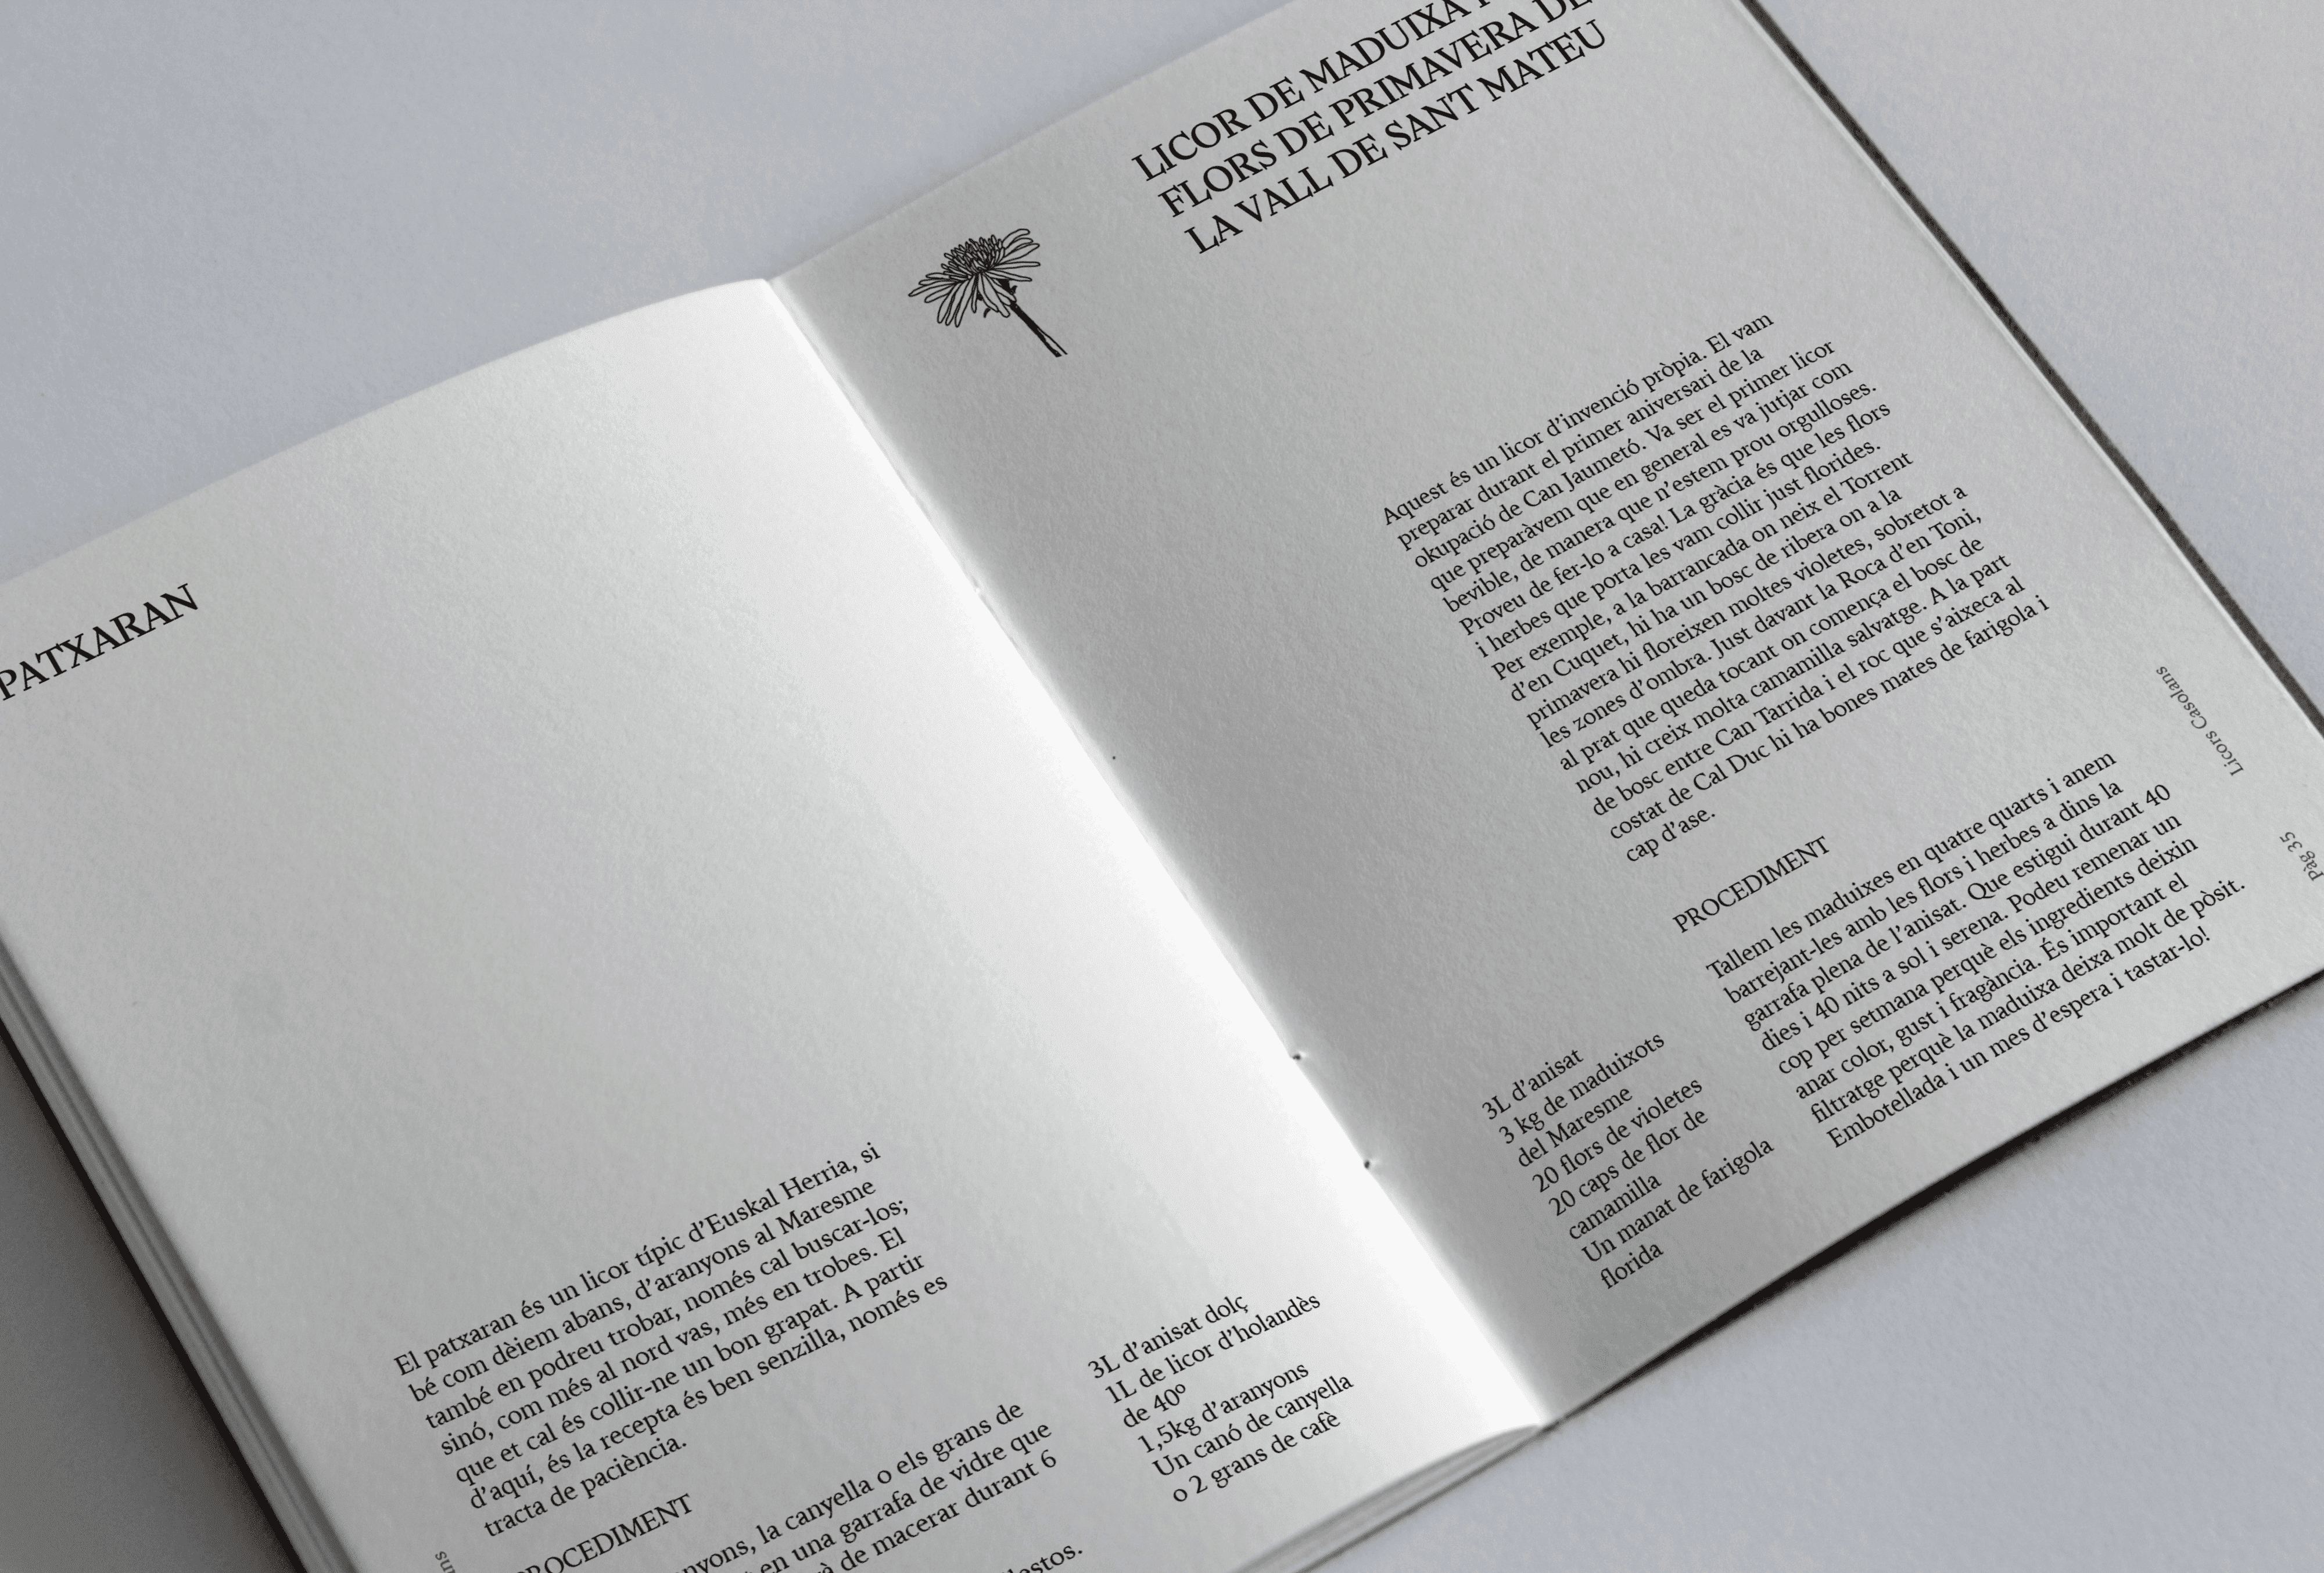 PATXARAN
El patxaran és un licor típic d'Euskal Herria, si
bé com dèiem abans, d'aranyons al Maresme
també en podreu trobar, només cal buscar-los;
sinó, com més al nord vas, més en trobes. El
que et cal és collir-ne un bon grapat. A partir
d'aquí, és la recepta és ben senzilla, només es
tracta de paciència.
PROCEDIMENT
la canyella o els grans de
en una garrafa de vidre que
de macerar durant 6
3L d'anisat dolç
1L de licor d'holandès
de 40º
1,5kg d'aranyons
Un canó de canyella
o 2 grans de cafè
LICOR DE MADUIXA
FLORS DE PRIMAVERA DE
LA VALL DE SANT MATEU
Aquest és un licor d'invenció pròpia. El vam
preparar durant el primer aniversari de la
okupació de Can Jaumetó. Va ser el primer licor
que preparàvem que en general es va jutjar com
bevible, de manera que n'estem prou orgulloses.
Proveu de fer-lo a casa! La gràcia és que les flors
i herbes que porta les vam collir just florides.
Per exemple, a la barrancada on neix el Torrent
d'en Cuquet, hi ha un bosc de ribera on a la
primavera hi floreixen moltes violetes, sobretot a
les zones d'ombra. Just davant la Roca d'en Toni,
al prat que queda tocant on comença el bosc de
nou, hi creix molta camamilla salvatge. A la part
de bosc entre Can Tarrida i el roc que s'aixeca al
costat de Cal Duc hi ha bones mates de farigola i
cap d'ase.
PROCEDIMENT
Tallem les maduixes en quatre quarts i anem
barrejant-les amb les flors i herbes a dins la
garrafa plena de l'anisat. Que estigui durant 40
dies i 40 nits a sol i serena. Podeu remenar un
cop per setmana perquè els ingredients deixin
anar color, gust i fragància. És important el
filtratge perquè la maduixa deixa molt de pòsit.
Embotellada i un mes d'espera i tastar-lo!
3L d'anisat
3 kg de maduixots
del Maresme
20 flors de violetes
20 caps de flor de
camamilla
Un manat de farigola
florida
Licors Casolans
Pàg 35